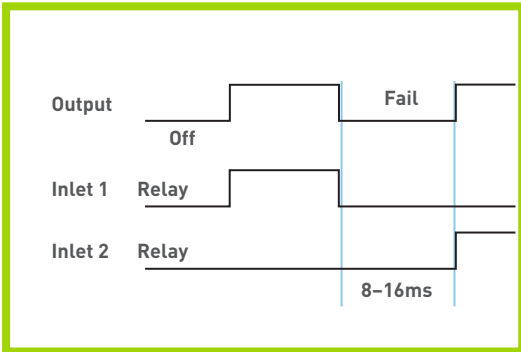 Output
Fail
Off
Inlet 1 Relay
Inlet 2 Relay
8–16ms